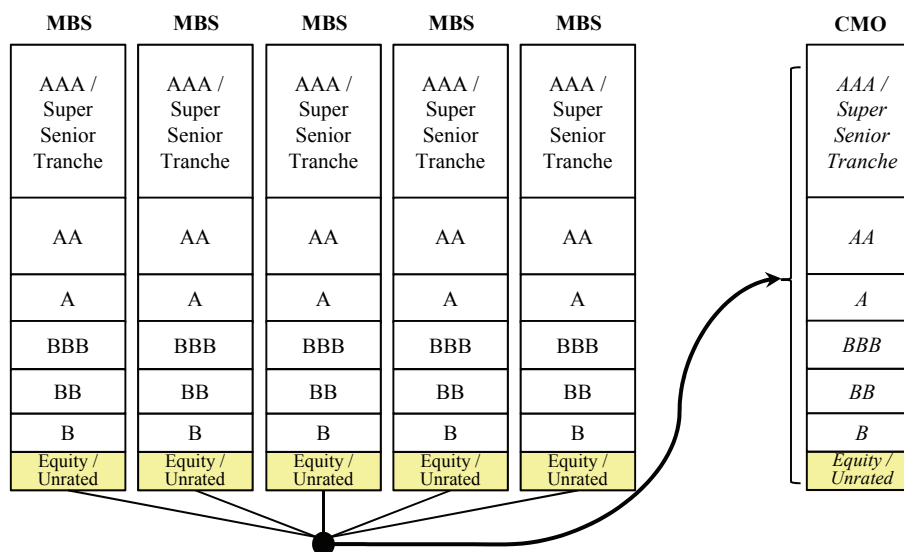 MBS MBS MBS MBS MBS CMO
AAA / AAA / AAA / AAA / AAA / AAA /
Super Super Super Super Super Super
Senior Senior Senior Senior Senior Senior
Tranche Tranche Tranche Tranche Tranche Tranche
AA AA AA AA AA AA
A A A A A A
BBB BBB BBB BBB BBB BBB
BB BB BB BB BB BB
B B B B B B
Equity / Equity / Equity / Equity / Equity / Equity /
Unrated Unrated Unrated Unrated Unrated Unrated